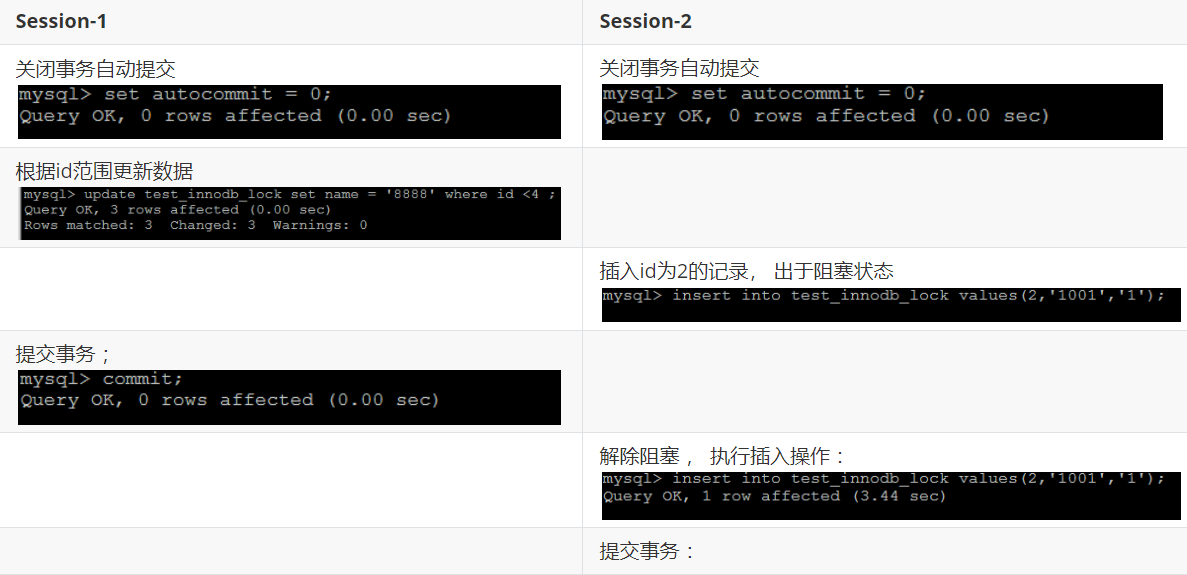 Session-1
Session-2
关闭事务自动提交
mysql> set autocommit = 0;
Query OK, 0 rows affected (0.00 sec)
关闭事务自动提交
mysql> set autocommit = 0;
Query OK, 0 rows affected (0.00 sec)
根据id范围更新数据
mysql> update test_innodb_lock set name = '8888' where id <4 ;
Query OK, 3 rows affected (0.00 sec)
Rows matched: 3  Changed: 3  Warnings: 0
插入id为2的记录， 出于阻塞状态
mysql> insert into test_innodb_lock values(2,'1001','1');
提交事务 ；
mysql> commit;
Query OK, 0 rows affected (0.00 sec)
解除阻塞 ， 执行插入操作 ：
mysql> insert into test_innodb_lock values(2,'1001','1');
Query OK, 1 row affected (3.44 sec)
提交事务 ：